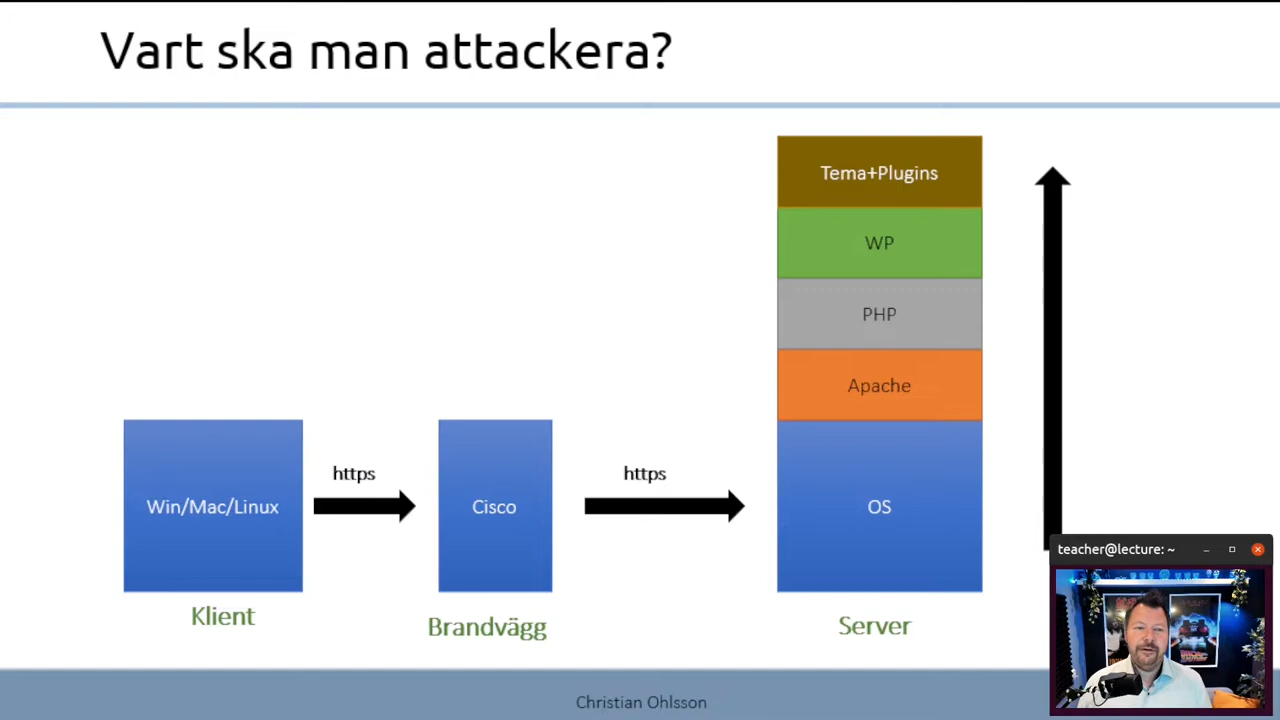 Vart ska man attackera?
Tema+Plugins
WP
PHP
Apache
https
https
Win/Mac/Linux
Cisco
OS
Klient
Brandvägg
Server
teacher@lecture: ~
Christian Ohlsson